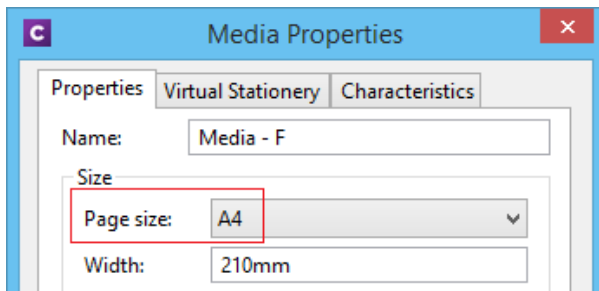 C Media Properties ×
Properties Virtual Stationery Characteristics
Name: Media - F
Size
Page size: A4
Width: 210mm